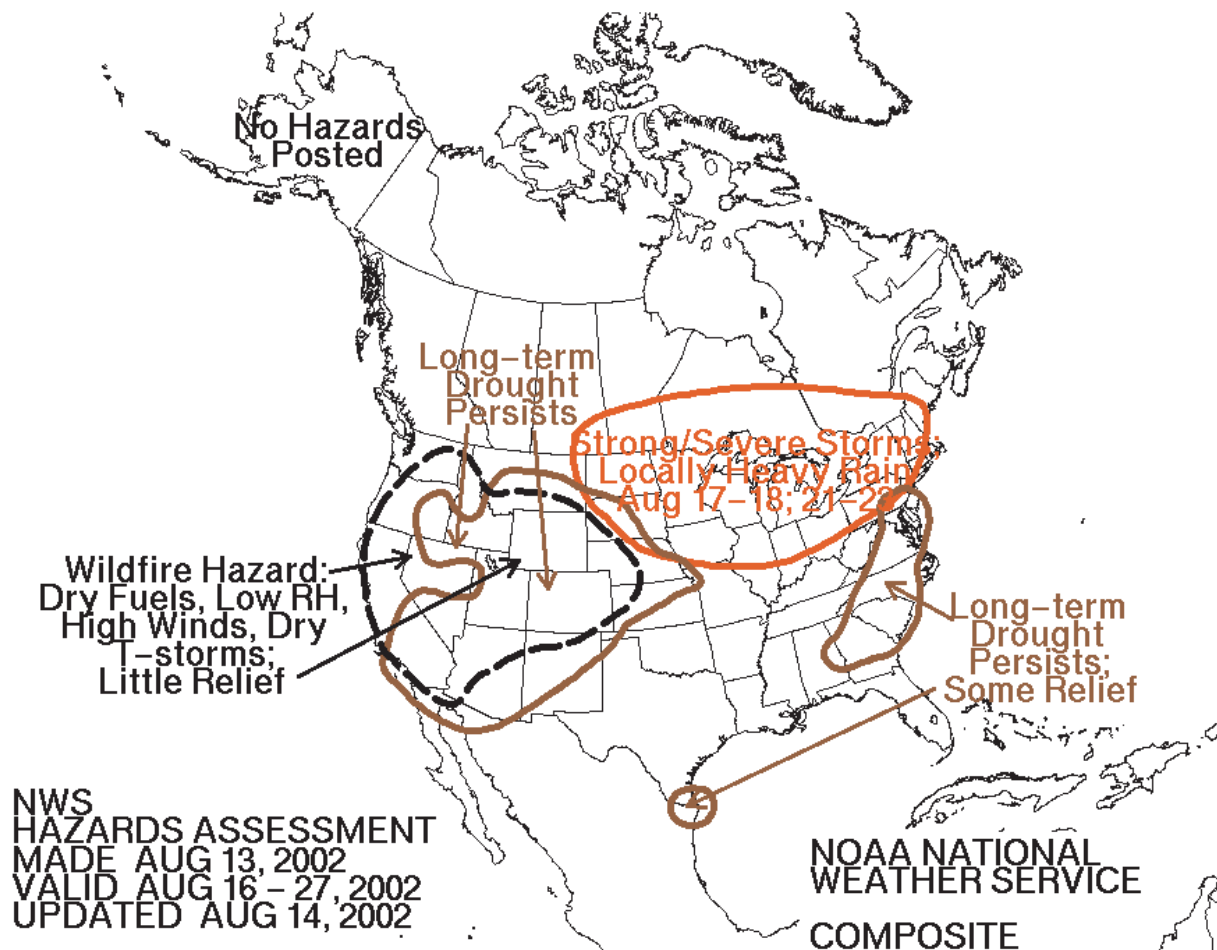 No Hazards
Posted
Long-term
Drought
Persists
Strong/Severe Storms;
Locally Heavy Rain
Aug 17-18; 21-23
Wildfire Hazard:
Dry Fuels, Low RH,
High Winds, Dry
T-storms;
Little Relief
Long-term
Drought
Persists;
Some Relief
NWS
HAZARDS ASSESSMENT
MADE AUG 13, 2002
VALID AUG 16 - 27, 2002
UPDATED AUG 14, 2002
NOAA NATIONAL
WEATHER SERVICE
COMPOSITE